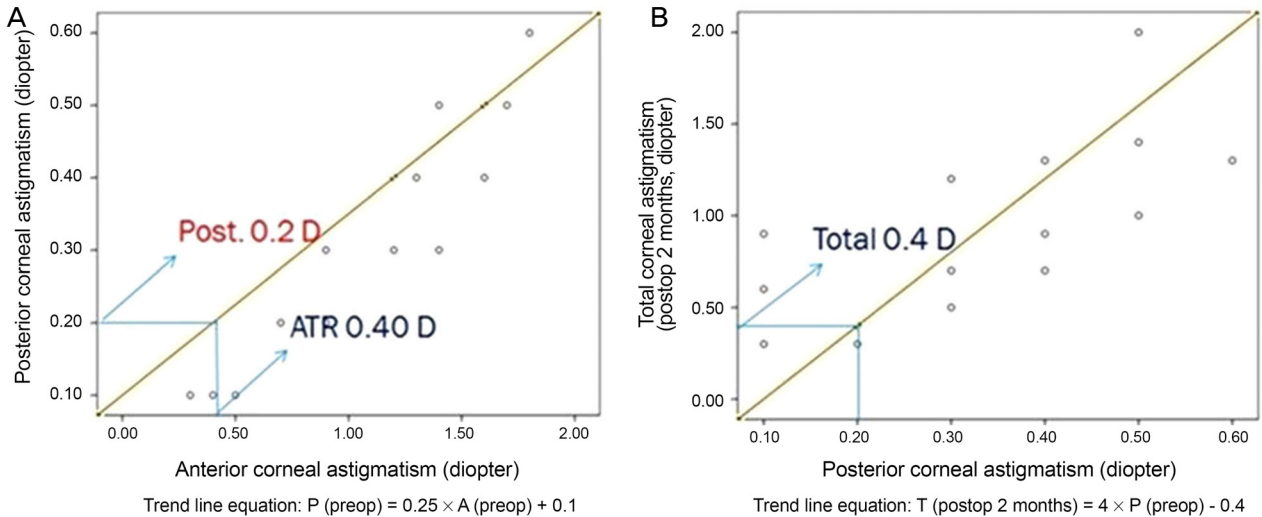 A
Posterior corneal astigmatism (diopter)
0.60
0.50
0.40
0.30
0.20
0.10
Post. 0.2 D
ATR 0.40 D
0.00 0.50 1.00 1.50 2.00
Anterior corneal astigmatism (diopter)
Trend line equation: P (preop) = 0.25 × A (preop) + 0.1
B
Total corneal astigmatism
(postop 2 months, diopter)
2.00
1.50
1.00
0.50
0.00
Total 0.4 D
0.10 0.20 0.30 0.40 0.50 0.60
Posterior corneal astigmatism (diopter)
Trend line equation: T (postop 2 months) = 4 × P (preop) - 0.4